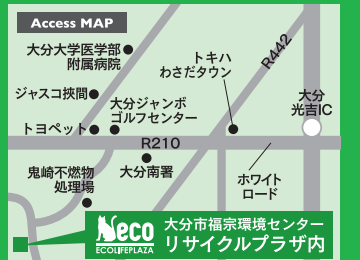 Access MAP
大分大学医学部
附属病院
トキハ
わさだタウン
R442
ジャスコ挾間
大分ジャンボ
ゴルフセンター
大分
光吉IC
トヨペット
R210
鬼崎不燃物
処理場
大分南署
ホワイト
ロード
eco
ECOLIFEPLAZA
大分市福宗環境センター
リサイクルプラザ内